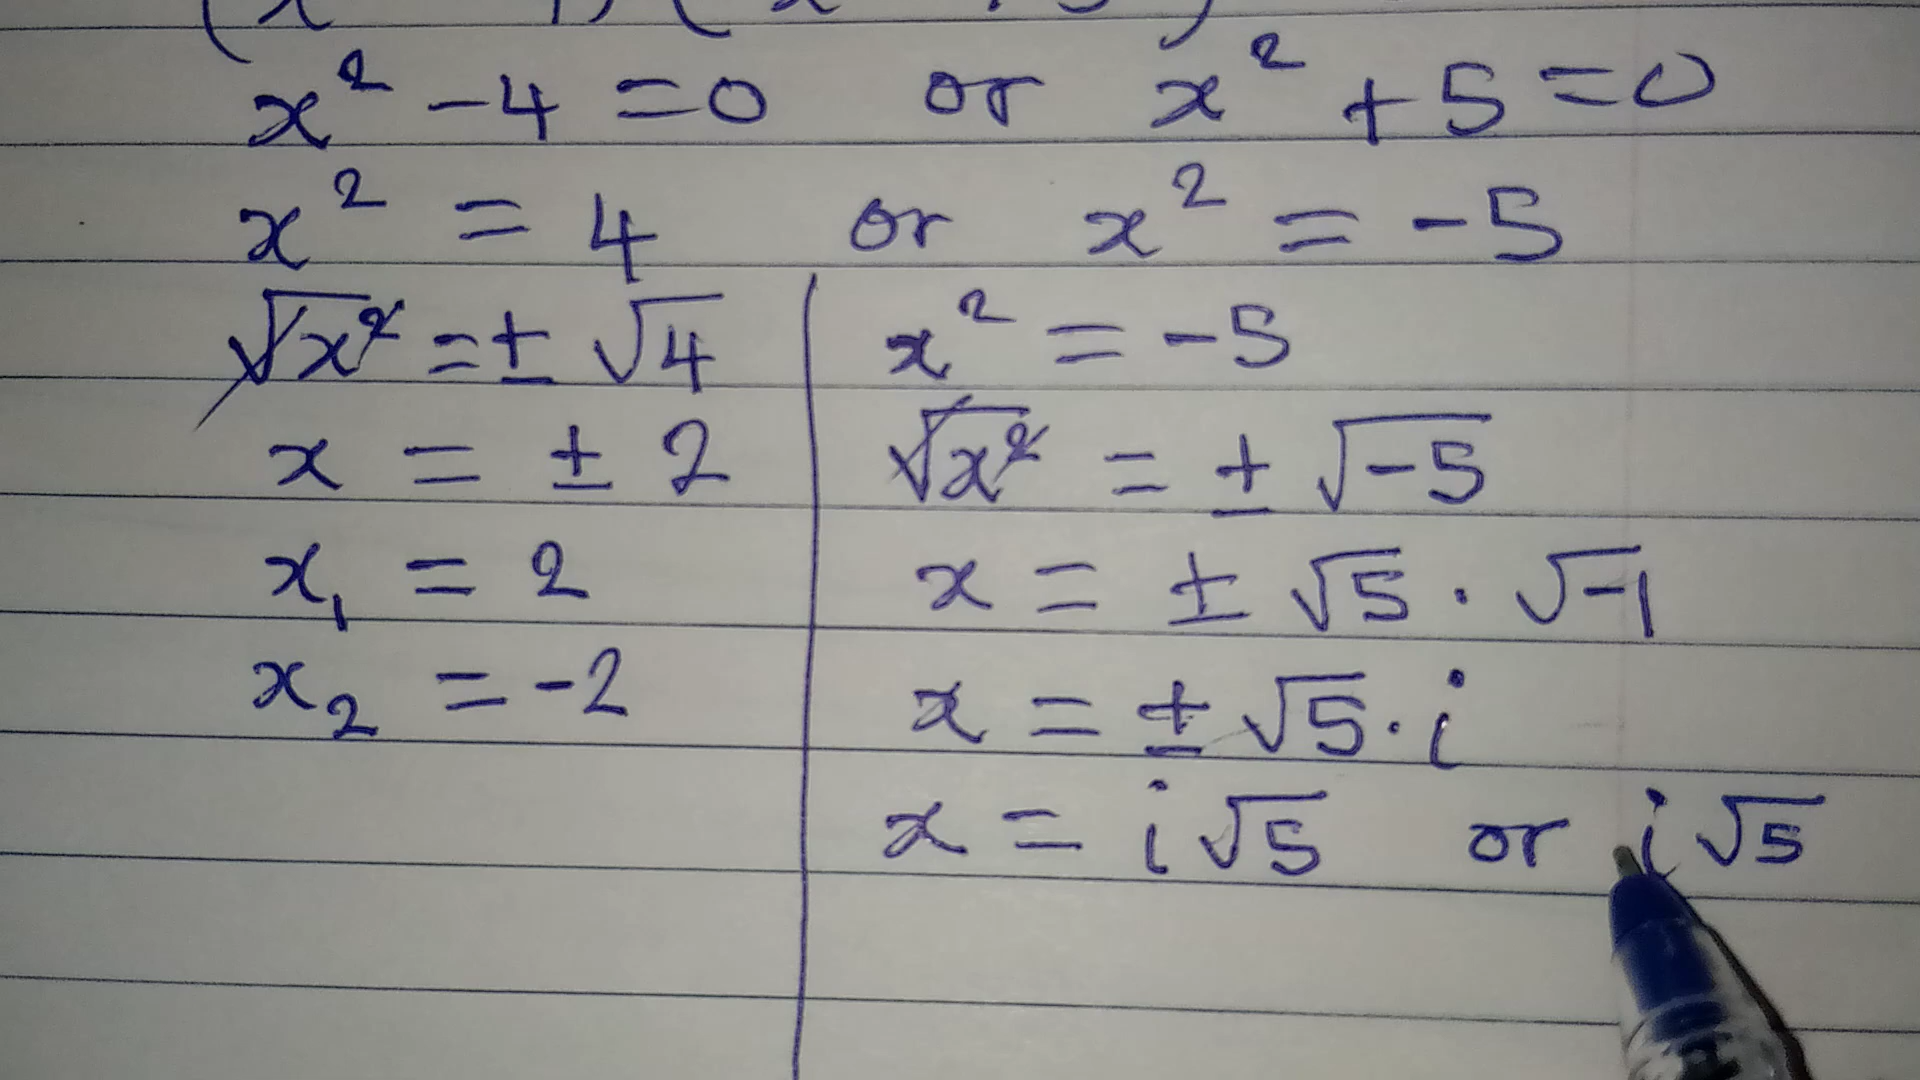 x² - 4 = 0 or x² + 5 = 0
x² = 4 or x² = -5
√x² = ± √4
x = ± 2
x₁ = 2
x₂ = -2
x² = -5
√x² = ± √-5
x = ± √5 . √-1
x = ± √5 . i
x = i√5 or i√5